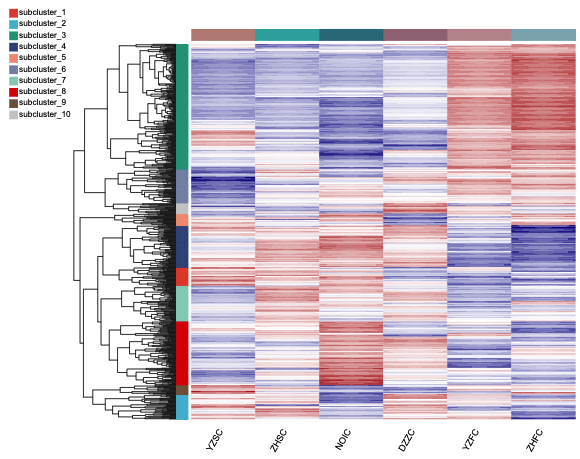 subcluster_1
subcluster_2
subcluster_3
subcluster_4
subcluster_5
subcluster_6
subcluster_7
subcluster_8
subcluster_9
subcluster_10
YZSC ZHSC NOIC DZZC YZFC ZHFC